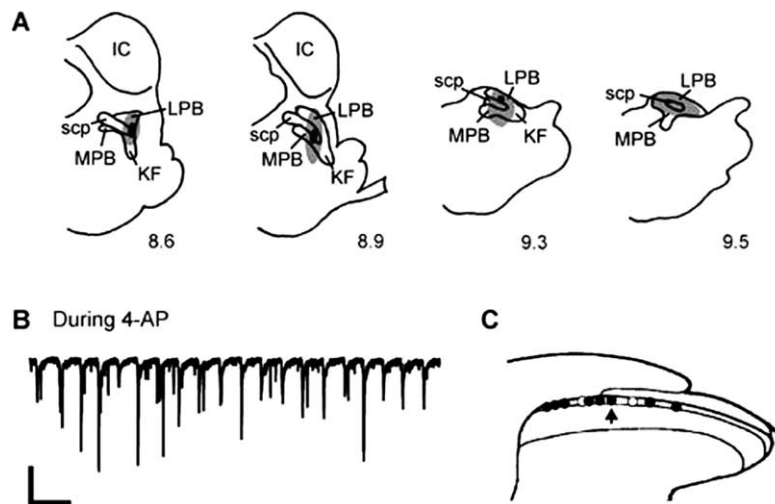 A
IC
LPB
scp
MPB
KF
8.6
IC
LPB
scp
MPB
KF
8.9
scp
LPB
MPB
KF
9.3
scp
LPB
MPB
9.5
B During 4-AP
C